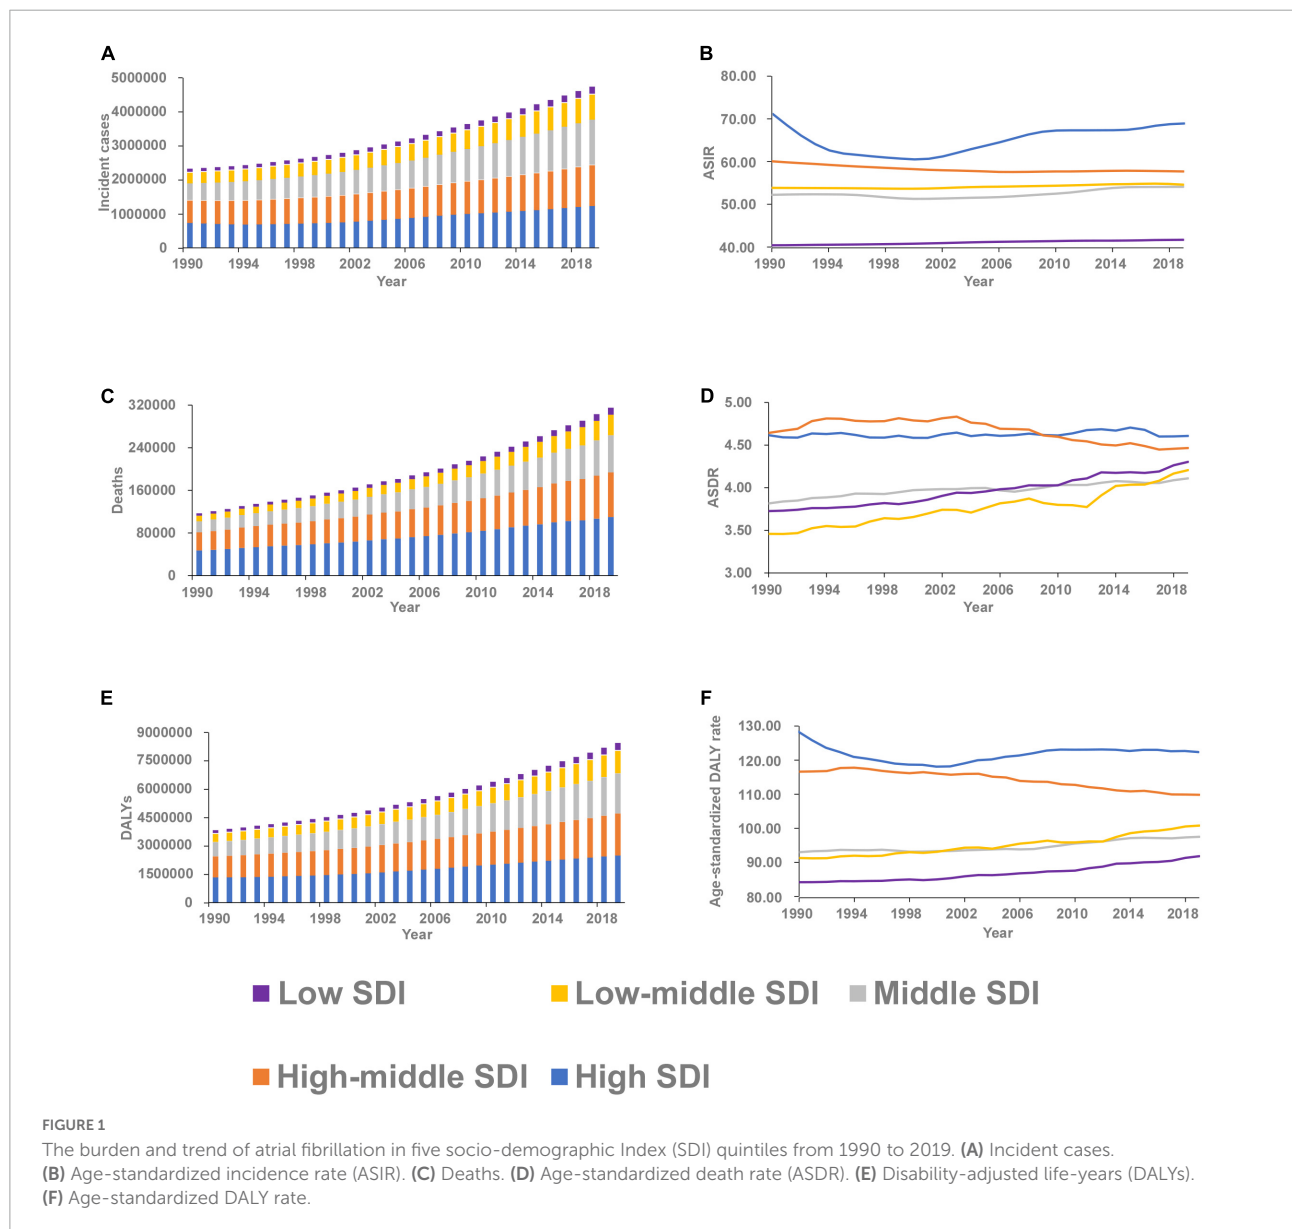 A
Incident cases
5000000
4000000
3000000
2000000
1000000
0
1990 1994 1998 2002 2006 2010 2014 2018
Year
B
ASIR
80.00
70.00
60.00
50.00
40.00
1990 1994 1998 2002 2006 2010 2014 2018
Year
C
Deaths
320000
240000
160000
80000
0
1990 1994 1998 2002 2006 2010 2014 2018
Year
D
ASDR
5.00
4.50
4.00
3.50
3.00
1990 1994 1998 2002 2006 2010 2014 2018
Year
E
DALYs
9000000
7500000
6000000
4500000
3000000
1500000
0
1990 1994 1998 2002 2006 2010 2014 2018
Year
F
Age-standardized DALY rate
130.00
120.00
110.00
100.00
90.00
80.00
1990 1994 1998 2002 2006 2010 2014 2018
Year
Low SDI Low-middle SDI Middle SDI
High-middle SDI High SDI
FIGURE 1
The burden and trend of atrial fibrillation in five socio-demographic Index (SDI) quintiles from 1990 to 2019. (A) Incident cases.
(B) Age-standardized incidence rate (ASIR). (C) Deaths. (D) Age-standardized death rate (ASDR). (E) Disability-adjusted life-years (DALYs).
(F) Age-standardized DALY rate.